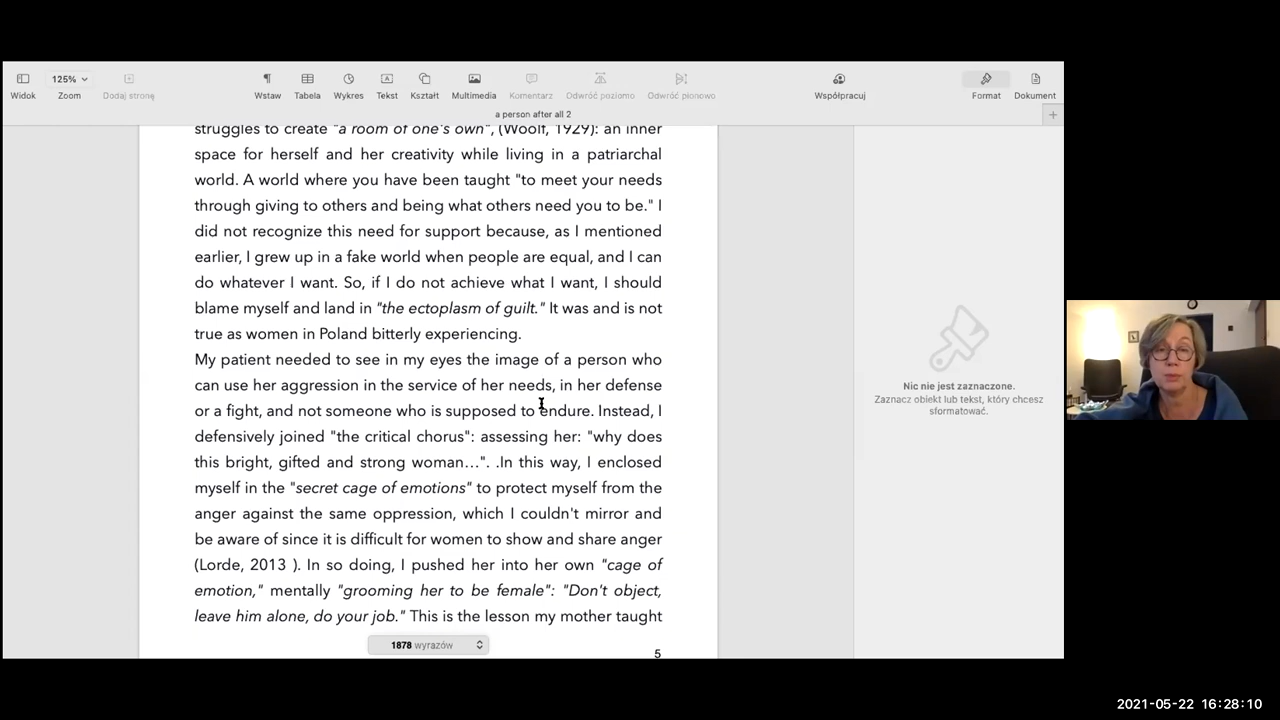 125%
Widok
Zoom
Dodaj stronę
Wstaw
Tabela
Wykres
Tekst
Kształt
Multimedia
Komentarz
Odwróć poziomo
Odwróć pionowo
Współpracuj
Format
Dokument
a person after all 2
struggles to create "a room of one's own", (Woolf, 1929): an inner
space for herself and her creativity while living in a patriarchal
world. A world where you have been taught "to meet your needs
through giving to others and being what others need you to be." I
did not recognize this need for support because, as I mentioned
earlier, I grew up in a fake world when people are equal, and I can
do whatever I want. So, if I do not achieve what I want, I should
blame myself and land in "the ectoplasm of guilt." It was and is not
true as women in Poland bitterly experiencing.
My patient needed to see in my eyes the image of a person who
can use her aggression in the service of her needs, in her defense
or a fight, and not someone who is supposed to endure. Instead, I
defensively joined "the critical chorus": assessing her: "why does
this bright, gifted and strong woman…". .In this way, I enclosed
myself in the "secret cage of emotions" to protect myself from the
anger against the same oppression, which I couldn't mirror and
be aware of since it is difficult for women to show and share anger
(Lorde, 2013 ). In so doing, I pushed her into her own "cage of
emotion," mentally "grooming her to be female": "Don't object,
leave him alone, do your job." This is the lesson my mother taught
1878 wyrazów
5
Nic nie jest zaznaczone.
Zaznacz obiekt lub tekst, który chcesz
sformatować.
2021-05-22 16:28:10